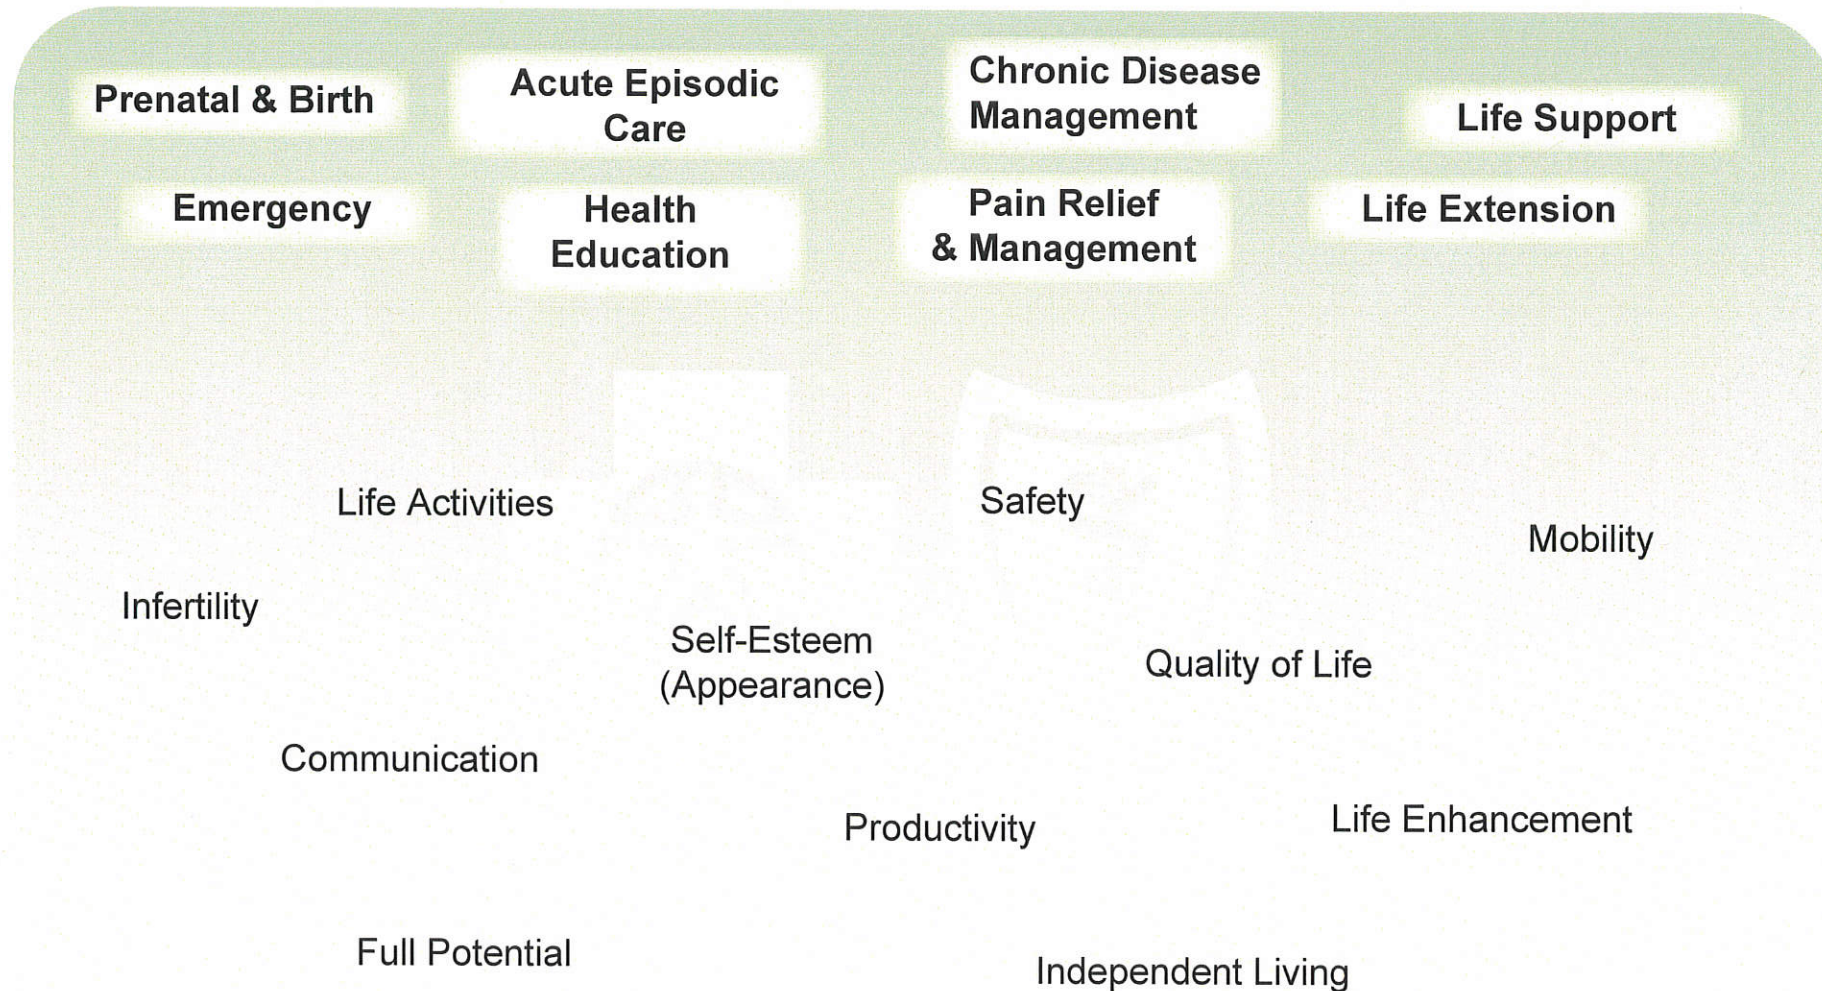 Prenatal & Birth
Acute Episodic
Care
Chronic Disease
Management
Life Support
Emergency
Health
Education
Pain Relief
& Management
Life Extension
Life Activities
Safety
Mobility
Infertility
Self-Esteem
(Appearance)
Quality of Life
Communication
Productivity
Life Enhancement
Full Potential
Independent Living